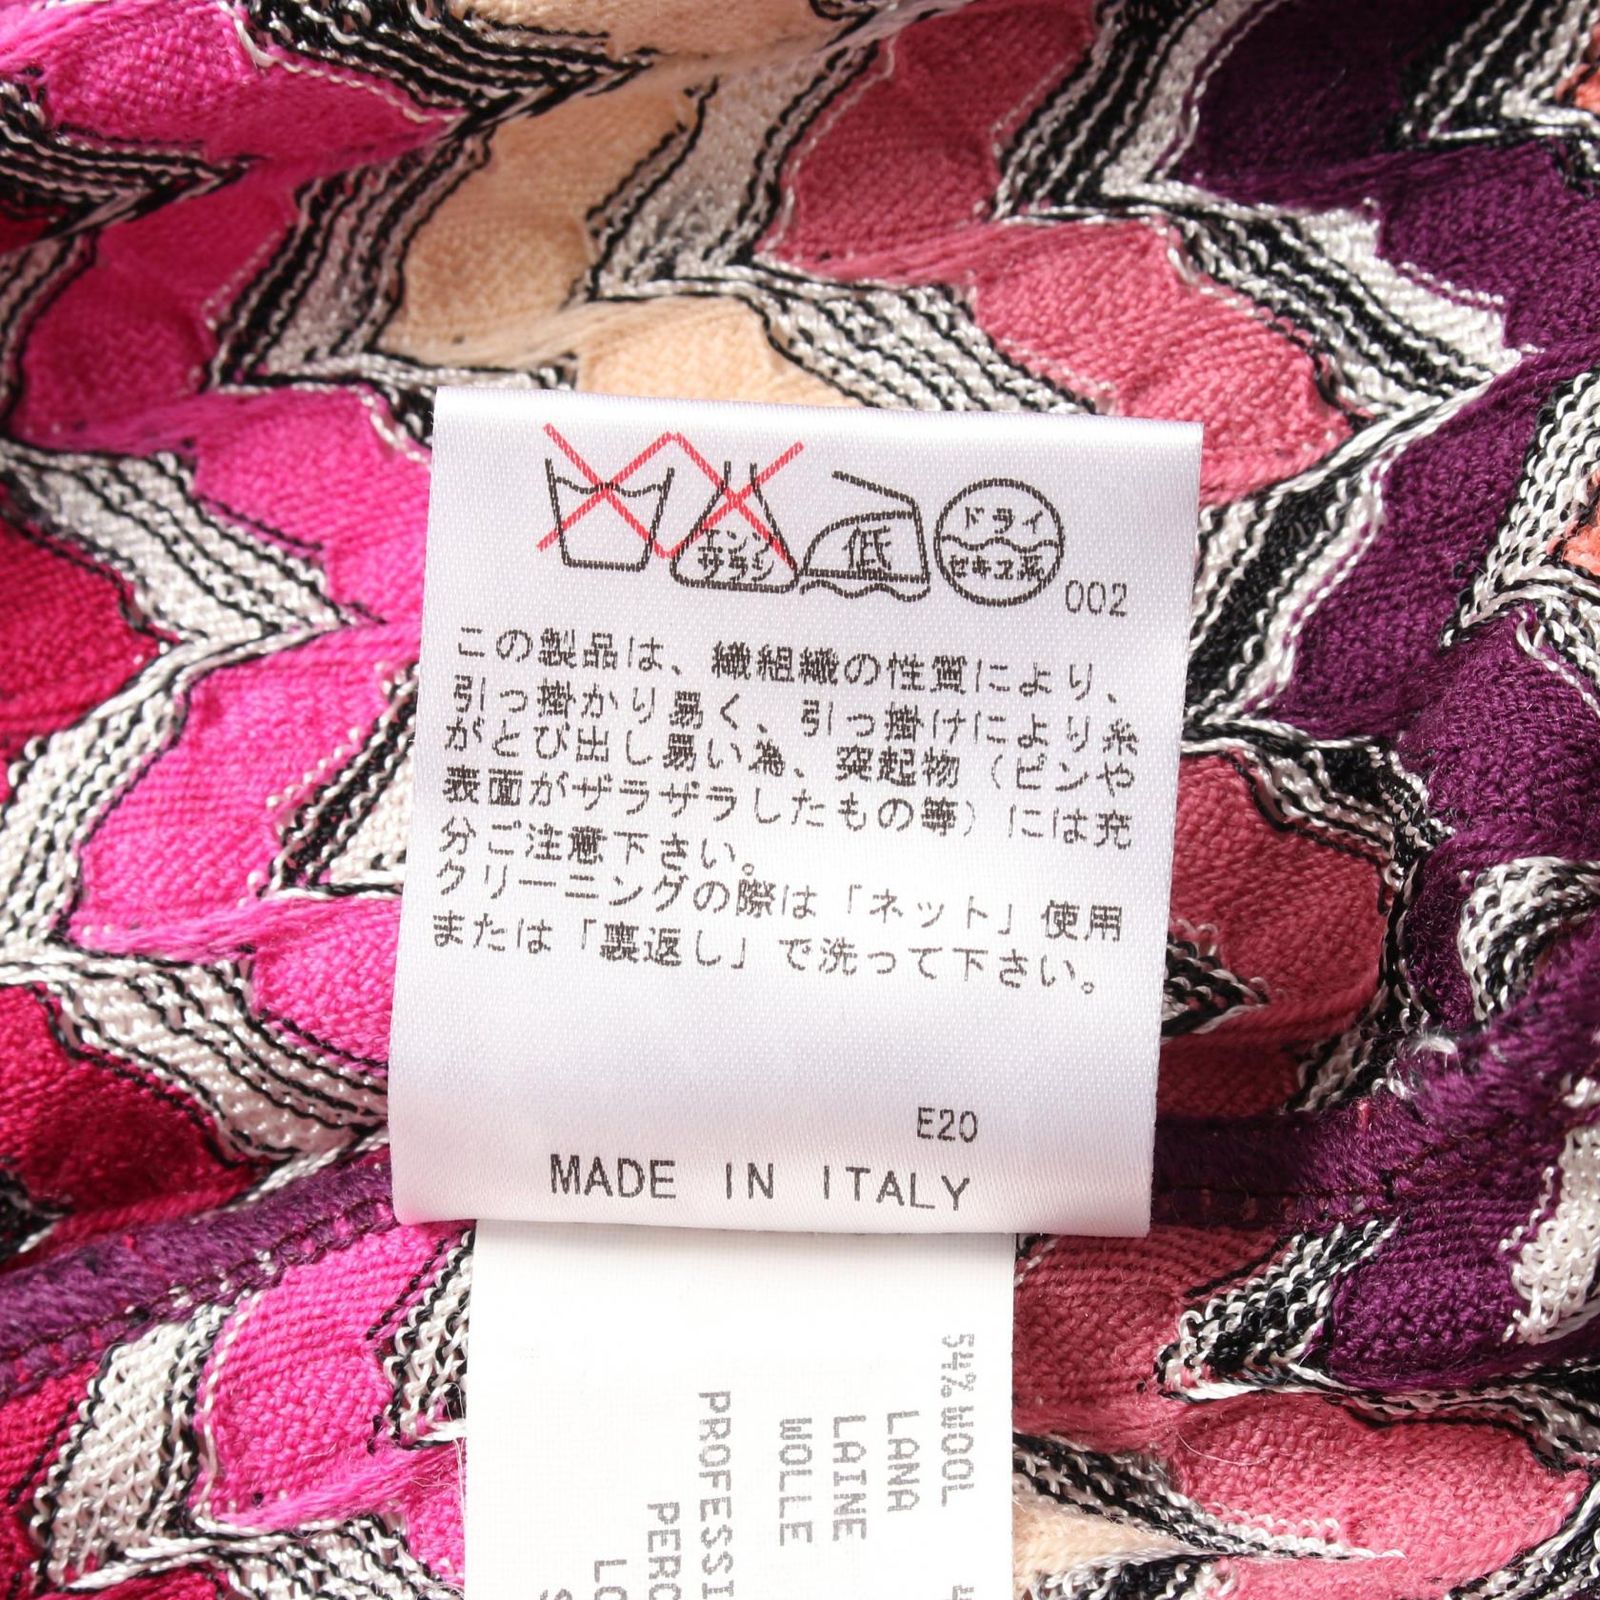 エンソ
サラシ
低
ドライ
セキユ系
002
この製品は、繊組織の性質により、
引っ掛かり易く、引っ掛けにより糸
がとび出し易い為、突起物（ピンや
表面がザラザラしたもの等）には充
分ご注意下さい。
クリーニングの際は「ネット」使用
または「裏返し」で洗って下さい。
E20
MADE IN ITALY
54% WOOL
LANA
LAINE
WOLLE